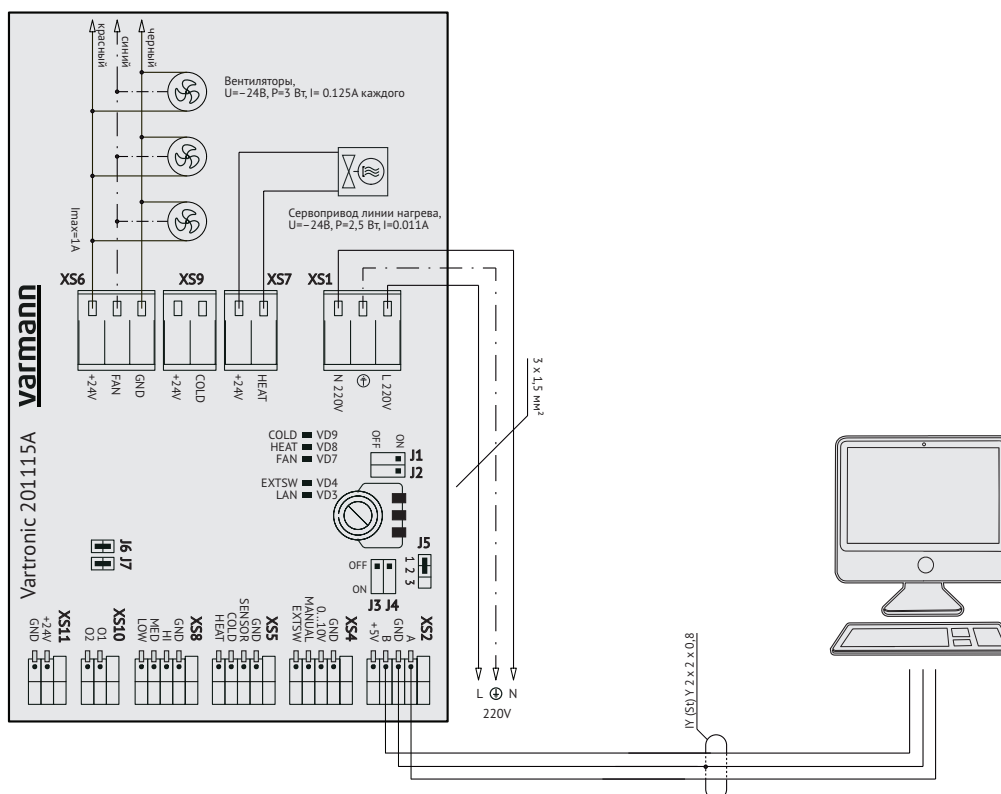 красный
синий
черный
Вентиляторы,
U=~24В, P=3 Вт, I= 0.125А каждого
Imax=1A
Сервопривод линии нагрева,
U=~24В, P=2,5 Вт, I=0.011А
XS6
XS9
XS7
XS1
+24V
FAN
GND
+24V
COLD
+24V
HEAT
N 220V
L 220V
varmann
Vartronic 201115A
3 x 1,5 мм²
COLD VD9
HEAT VD8
FAN VD7
EXTSW VD4
LAN VD3
OFF
ON
J1
J2
J6
J7
J5
1 2 3
OFF
ON
J3 J4
XS11
+24V
GND
XS10
O1
O2
XS8
GND
HI
MED
LOW
XS5
GND
SENSOR
COLD
HEAT
XS4
GND
0...10V
MANUAL
EXTSW
XS2
A
GND
B
+5V
L N
220V
IY (St) Y 2 x 2 x 0,8